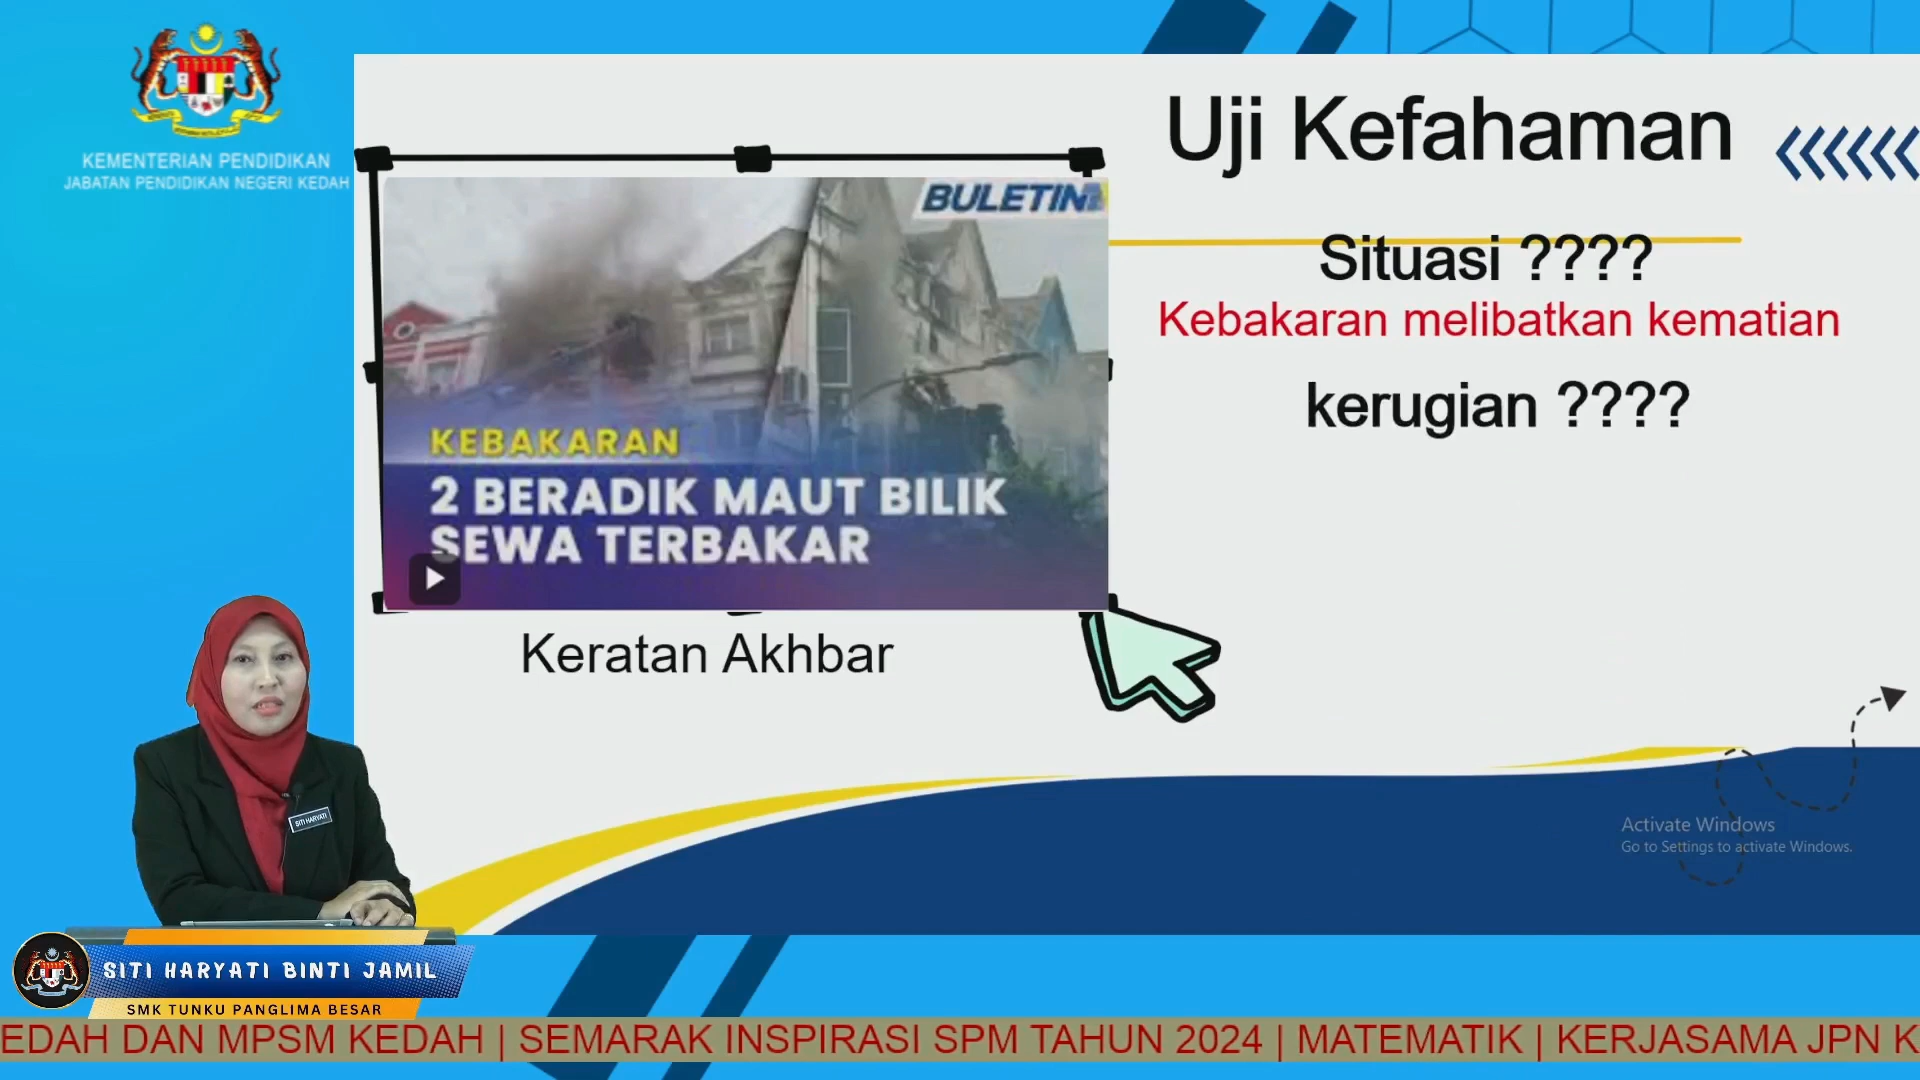 KEMENTERIAN PENDIDIKAN
JABATAN PENDIDIKAN NEGERI KEDAH
Uji Kefahaman
BULETIN
Situasi ????
Kebakaran melibatkan kematian
kerugian ????
KEBAKARAN
2 BERADIK MAUT BILIK
SEWA TERBAKAR
Keratan Akhbar
SITI HARYATI
Activate Windows
Go to Settings to activate Windows.
SITI HARYATI BINTI JAMIL
SMK TUNKU PANGLIMA BESAR
EDAH DAN MPSM KEDAH | SEMARAK INSPIRASI SPM TAHUN 2024 | MATEMATIK | KERJASAMA JPN K